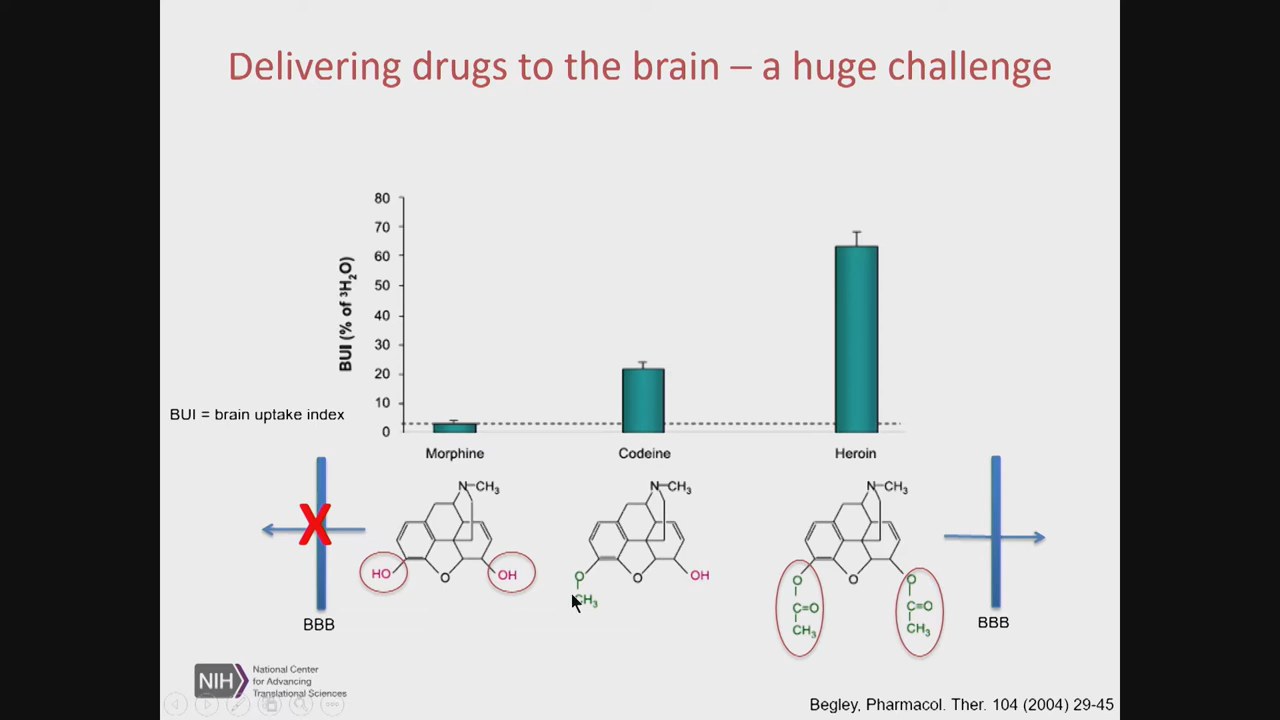 Delivering drugs to the brain – a huge challenge
80
70
60
50
40
30
20
10
0
BUI (% of ³H₂O)
BUI = brain uptake index
Morphine
Codeine
Heroin
N-CH₃
N-CH₃
N-CH₃
HO
O
OH
O
CH₃
O
OH
O
C=O
CH₃
O
O
C=O
CH₃
X
BBB
BBB
NIH
National Center
for Advancing
Translational Sciences
Begley, Pharmacol. Ther. 104 (2004) 29-45